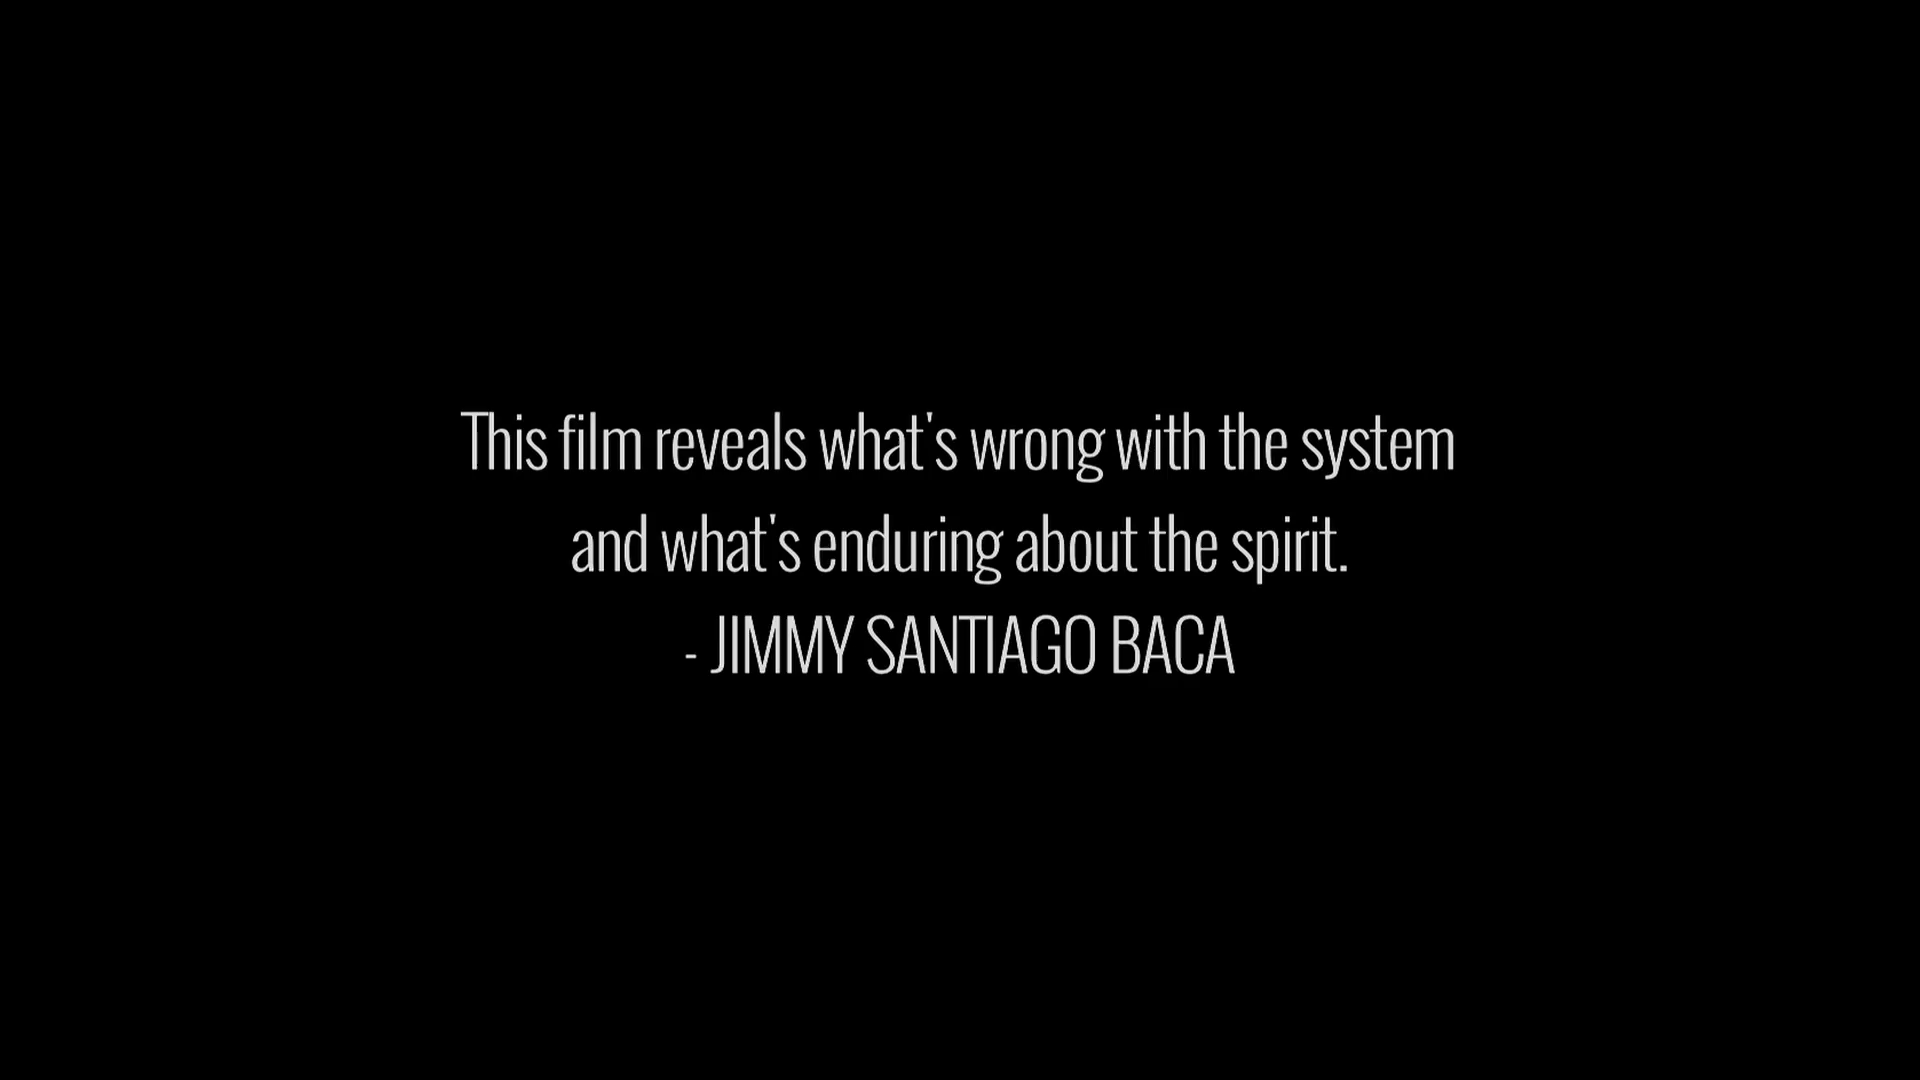 This film reveals what's wrong with the system
and what's enduring about the spirit.
- JIMMY SANTIAGO BACA